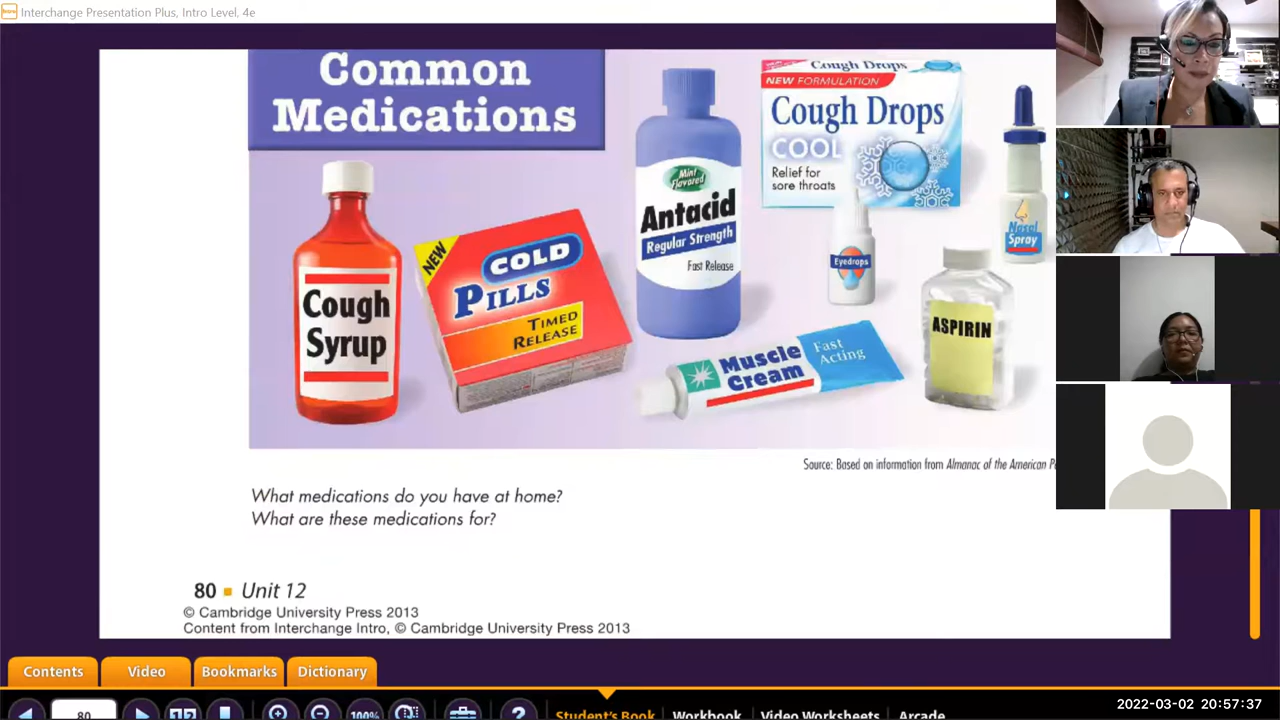 Interchange Presentation Plus, Intro Level, 4e
Common
Medications
Cough Drops
NEW FORMULATION
Cough Drops
COOL
Relief for
sore throats
Mint
Flavored
Antacid
Regular Strength
Fast Release
NEW
COLD
PILLS
TIMED
RELEASE
Cough
Syrup
Eyedrops
Nasal
Spray
ASPIRIN
Muscle
Cream
Fast
Acting
Source: Based on information from Almanac of the American
What medications do you have at home?
What are these medications for?
80 ▪ Unit 12
© Cambridge University Press 2013
Content from Interchange Intro, © Cambridge University Press 2013
Contents Video Bookmarks Dictionary
80 100% ? Student's Book Workbook Video Worksheets Arcade
2022-03-02 20:57:37